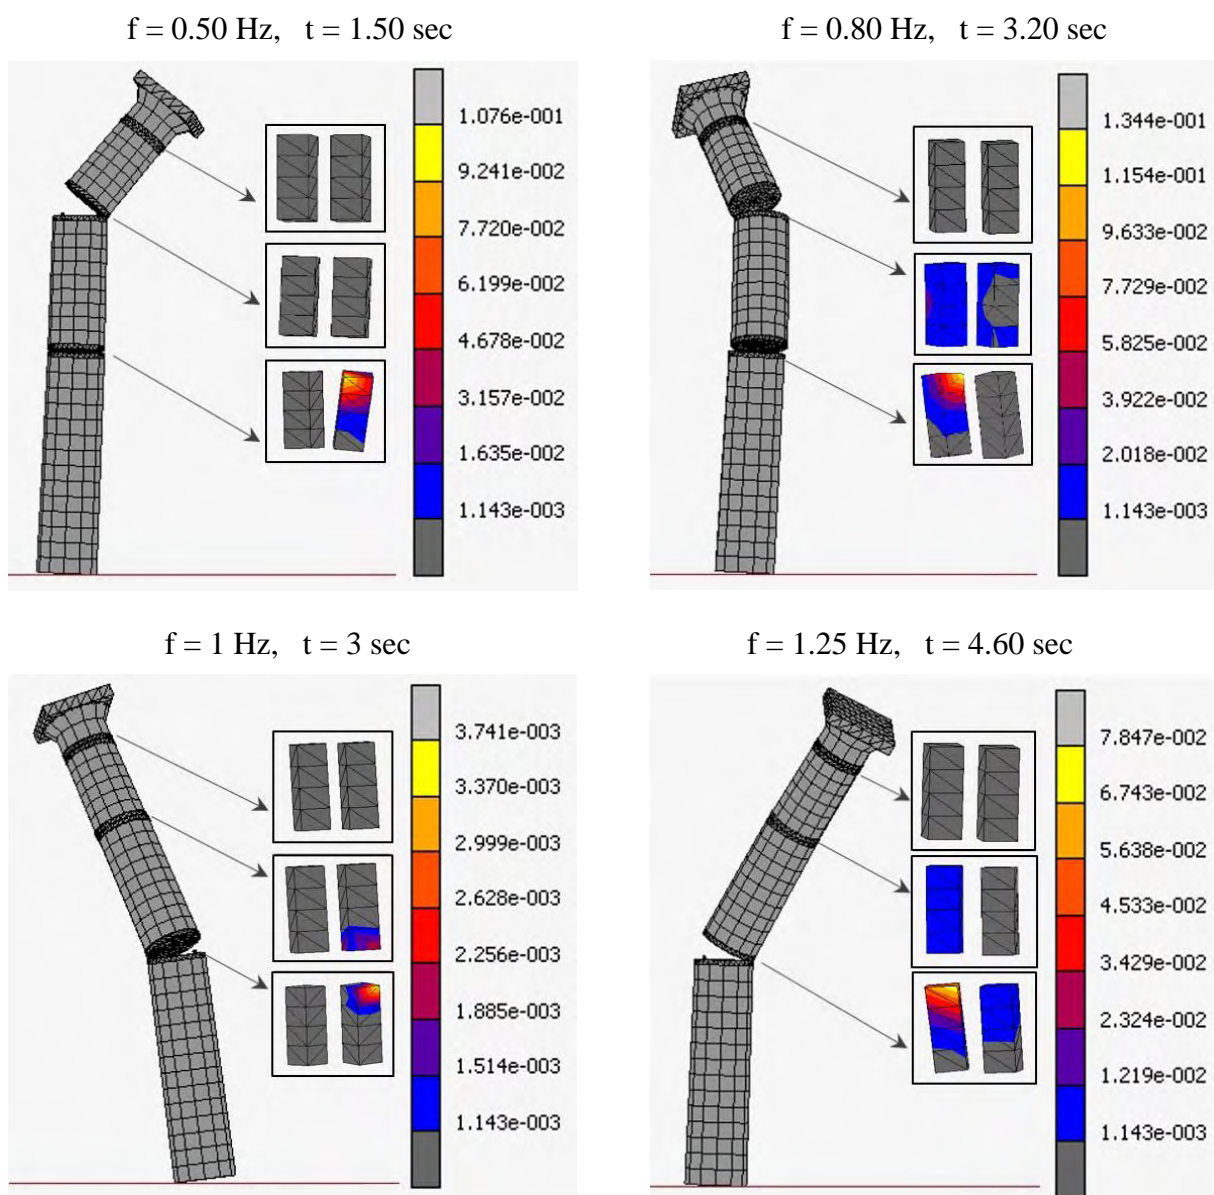 f = 0.50 Hz,   t = 1.50 sec
1.076e-001
9.241e-002
7.720e-002
6.199e-002
4.678e-002
3.157e-002
1.635e-002
1.143e-003
f = 0.80 Hz,   t = 3.20 sec
1.344e-001
1.154e-001
9.633e-002
7.729e-002
5.825e-002
3.922e-002
2.018e-002
1.143e-003
f = 1 Hz,   t = 3 sec
3.741e-003
3.370e-003
2.999e-003
2.628e-003
2.256e-003
1.885e-003
1.514e-003
1.143e-003
f = 1.25 Hz,   t = 4.60 sec
7.847e-002
6.743e-002
5.638e-002
4.533e-002
3.429e-002
2.324e-002
1.219e-002
1.143e-003